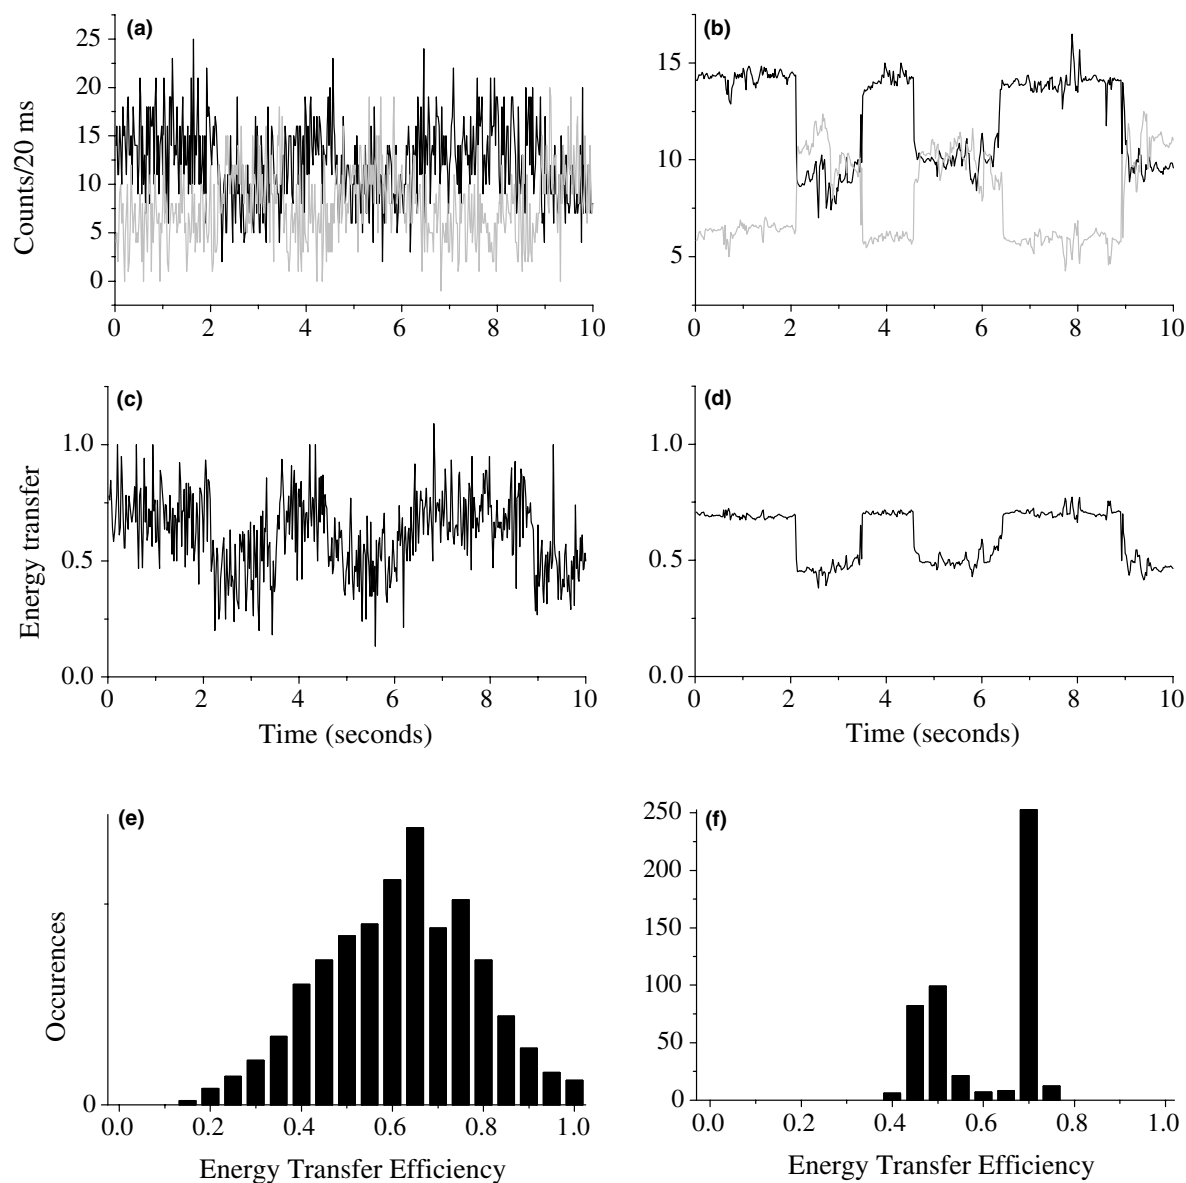 (a)
25
20
15
10
5
0
Counts/20 ms
0 2 4 6 8 10
(b)
15
10
5
0 2 4 6 8 10
(c)
1.0
0.5
0.0
Energy transfer
0 2 4 6 8 10
Time (seconds)
(d)
1.0
0.5
0.0
0 2 4 6 8 10
Time (seconds)
(e)
0
Occurences
0.0 0.2 0.4 0.6 0.8 1.0
Energy Transfer Efficiency
(f)
250
200
150
100
50
0
0.0 0.2 0.4 0.6 0.8 1.0
Energy Transfer Efficiency